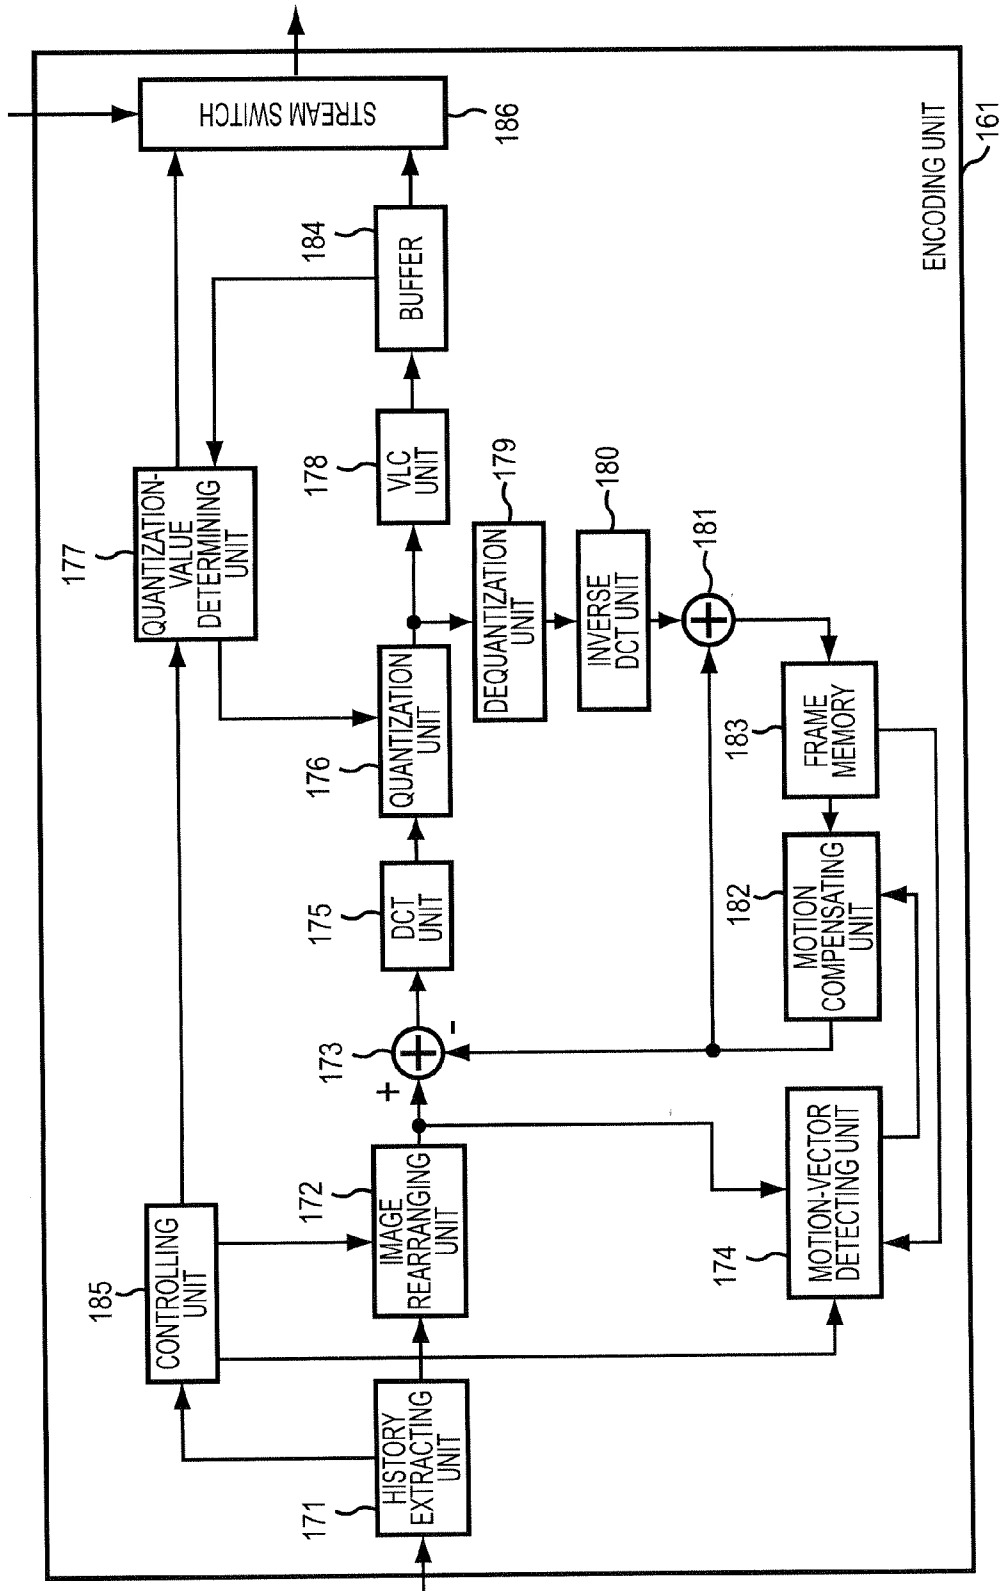 185
CONTROLLING
UNIT
177
QUANTIZATION-
VALUE
DETERMINING
UNIT
STREAM SWITCH
186
171
HISTORY
EXTRACTING
UNIT
172
IMAGE
REARRANGING
UNIT
+
-
173
175
DCT
UNIT
176
QUANTIZATION
UNIT
178
VLC
UNIT
184
BUFFER
179
DEQUANTIZATION
UNIT
180
INVERSE
DCT UNIT
181
174
MOTION-VECTOR
DETECTING UNIT
182
MOTION
COMPENSATING
UNIT
183
FRAME
MEMORY
ENCODING UNIT
161